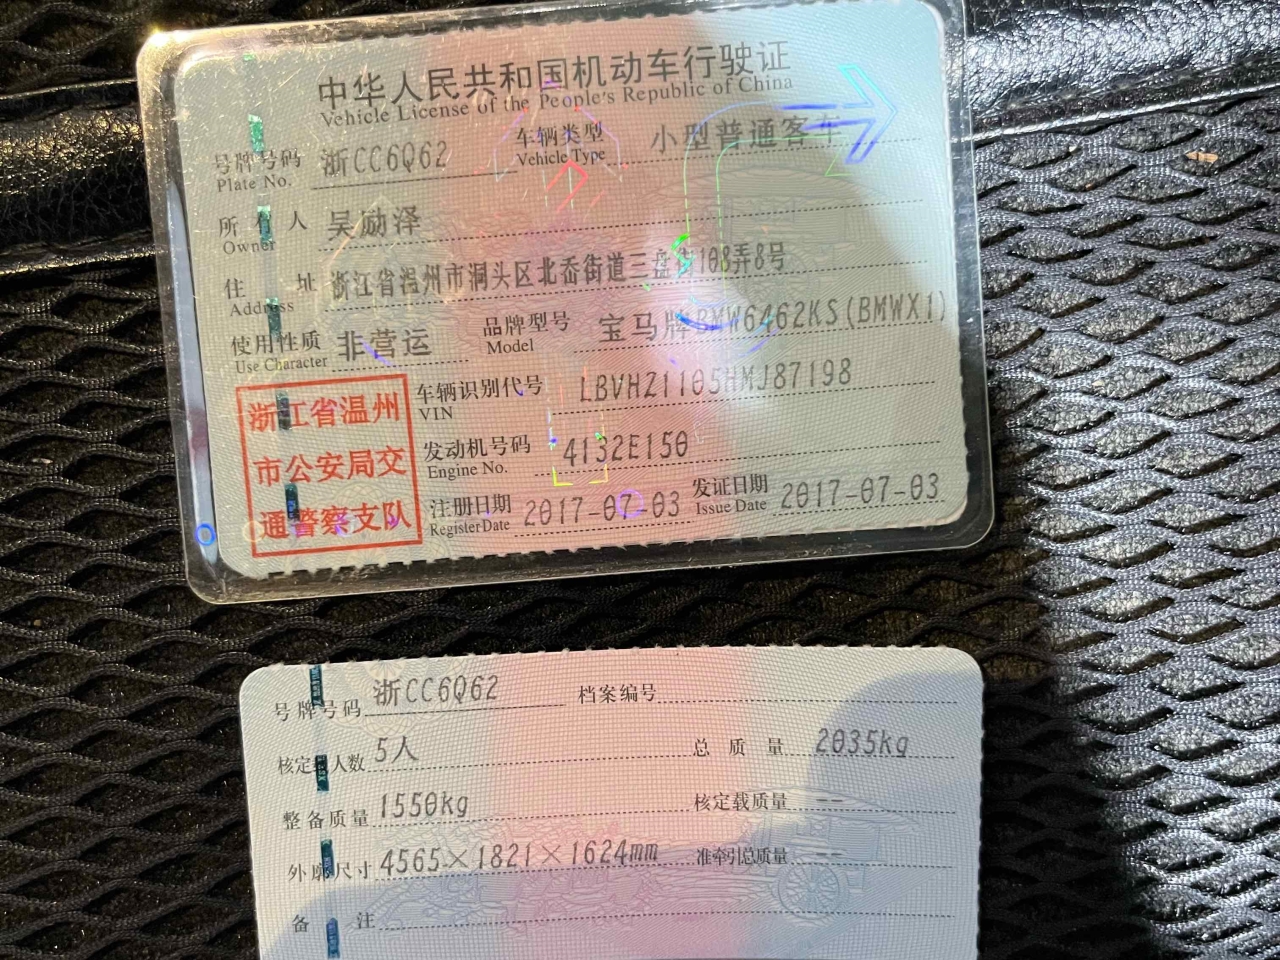 中华人民共和国机动车行驶证
Vehicle License of the People's Republic of China
号牌号码 浙CC6Q62 车辆类型 小型普通客车
Plate No. Vehicle Type
所有人 吴励泽
Owner
住址 浙江省温州市洞头区北岙街道三盘街108弄8号
Address
使用性质 非营运 品牌型号 宝马牌BMW6462KS(BMWX1)
Use Character Model
浙江省温州
市公安局交
通警察支队
车辆识别代号 LBVHZ1105HMJ87198
VIN
发动机号码 4132E150
Engine No.
注册日期 2017-07-03 发证日期 2017-07-03
Register Date Issue Date
号牌号码 浙CC6Q62 档案编号
核定 人数 5人 总质量 2035kg
整备质量 1550kg 核定载质量 --
外廓尺寸 4565×1821×1624mm 准牵引总质量 --
备注